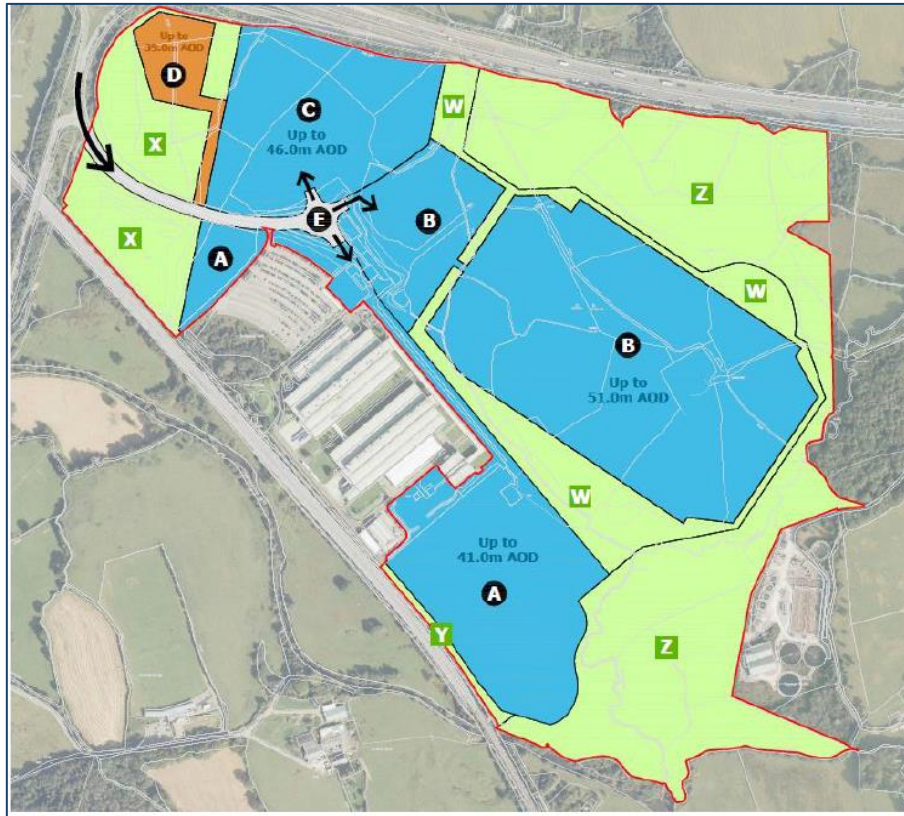 Up to
35.0m AOD
D
C
W
Up to
46.0m AOD
X
Z
E
B
X
A
W
B
Up to
51.0m AOD
W
Up to
41.0m AOD
A
Y
Z